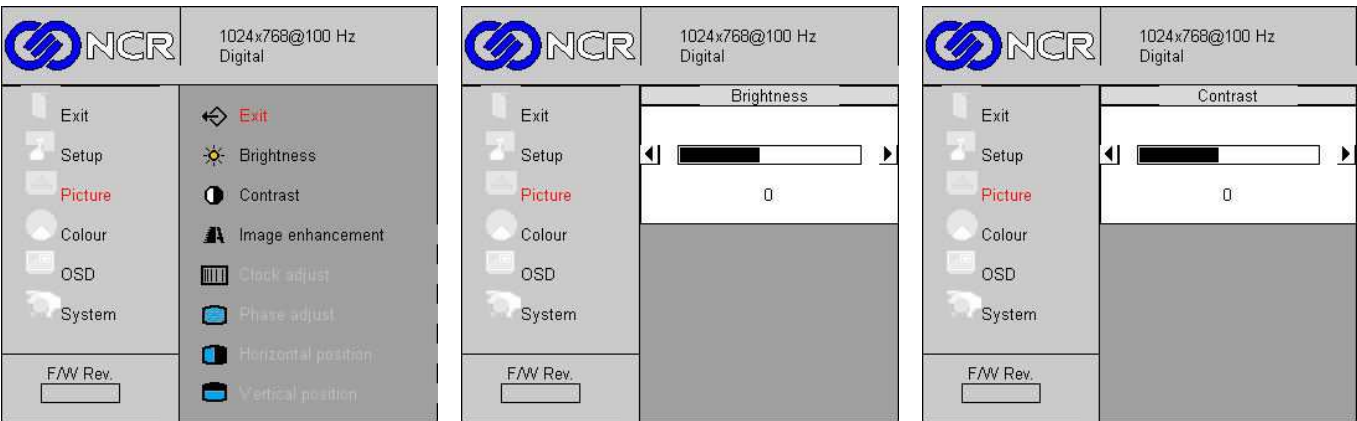 NCR
1024x768@100 Hz
Digital
Exit
Setup
Picture
Colour
OSD
System
F/W Rev.
Exit
Brightness
Contrast
Image enhancement
Clock adjust
Phase adjust
Horizontal position
Vertical position
NCR
1024x768@100 Hz
Digital
Exit
Setup
Picture
Colour
OSD
System
F/W Rev.
Brightness
0
NCR
1024x768@100 Hz
Digital
Exit
Setup
Picture
Colour
OSD
System
F/W Rev.
Contrast
0